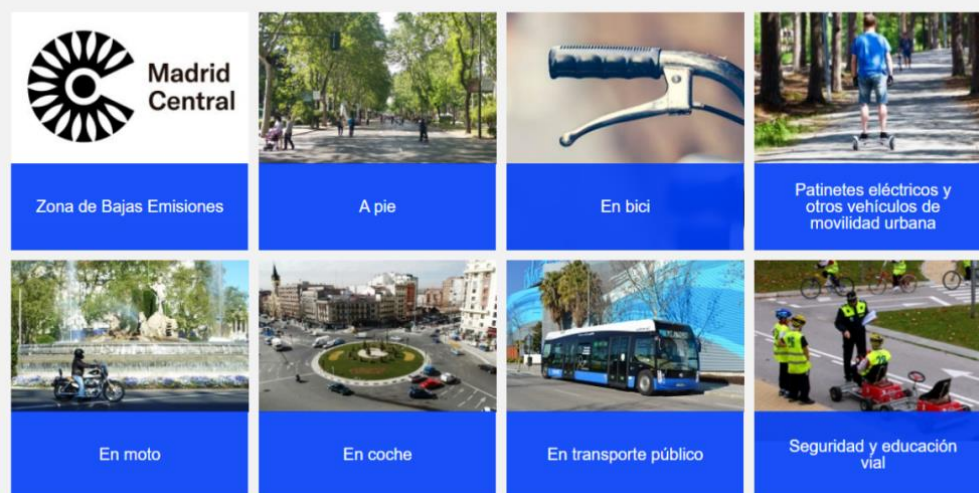 Madrid
Central
Zona de Bajas Emisiones
A pie
En bici
Patinetes eléctricos y
otros vehículos de
movilidad urbana
En moto
En coche
En transporte público
Seguridad y educación
vial